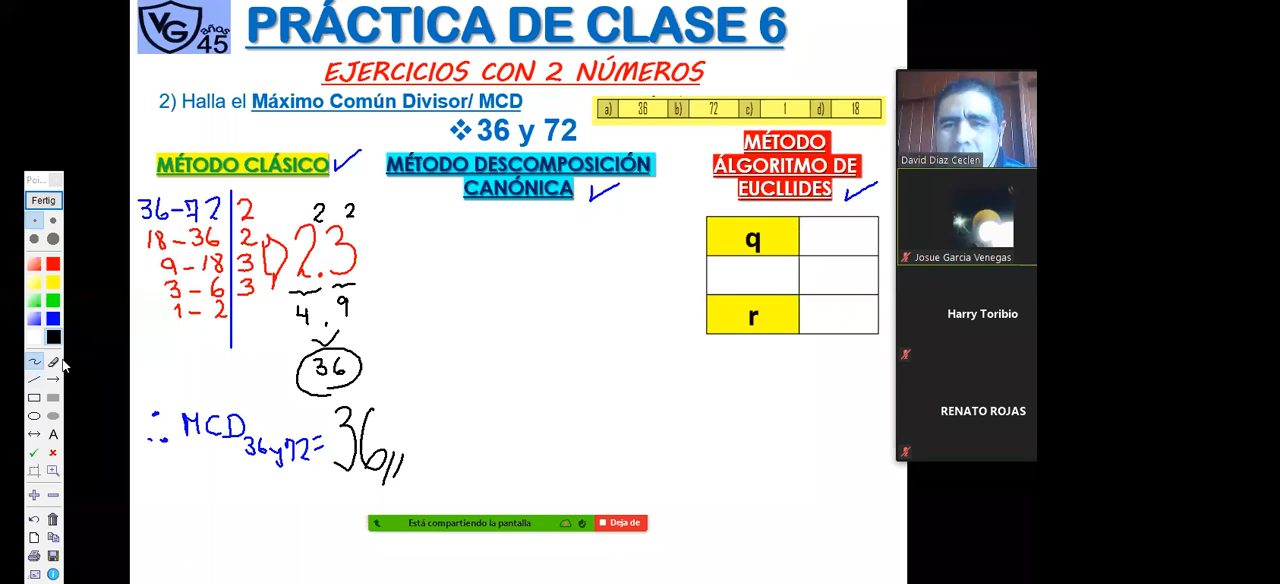 VG
años
45
PRÁCTICA DE CLASE 6
EJERCICIOS CON 2 NÚMEROS
2) Halla el Máximo Común Divisor/ MCD
a) 36 b) 72 c) 1 d) 18
❖ 36 y 72
MÉTODO CLÁSICO
MÉTODO DESCOMPOSICIÓN
CANÓNICA
MÉTODO
ÁLGORITMO DE
EUCLLIDES
36-72 | 2
18-36 | 2
9-18 | 3
3-6 | 3
1-2
2 2
2.3
4 . 9
36
∴ MCD 36y72 = 36//
q
r
Poi...
Fertig
A
David Diaz Ceclen
Josue Garcia Venegas
Harry Toribio
RENATO ROJAS
Está compartiendo la pantalla
Deja de